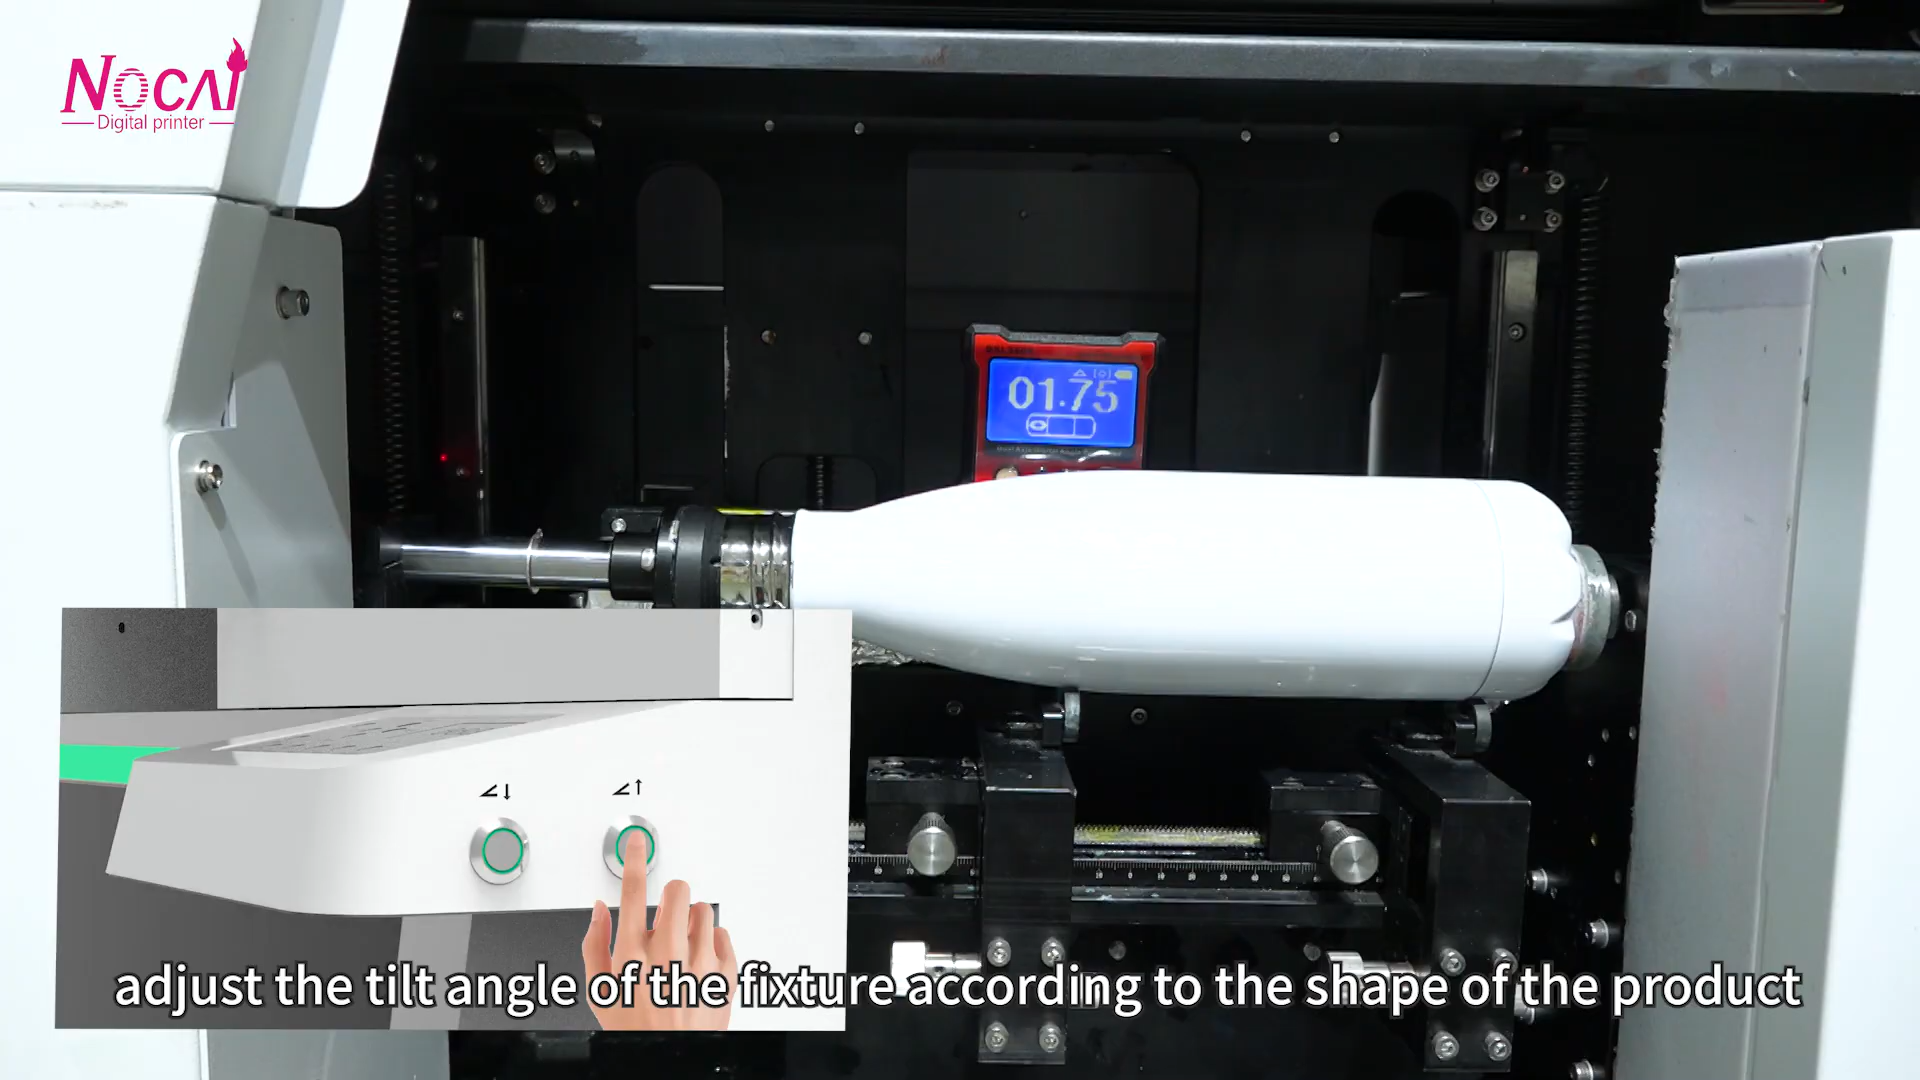 NOCAI
Digital printer
01.75
adjust the tilt angle of the fixture according to the shape of the product